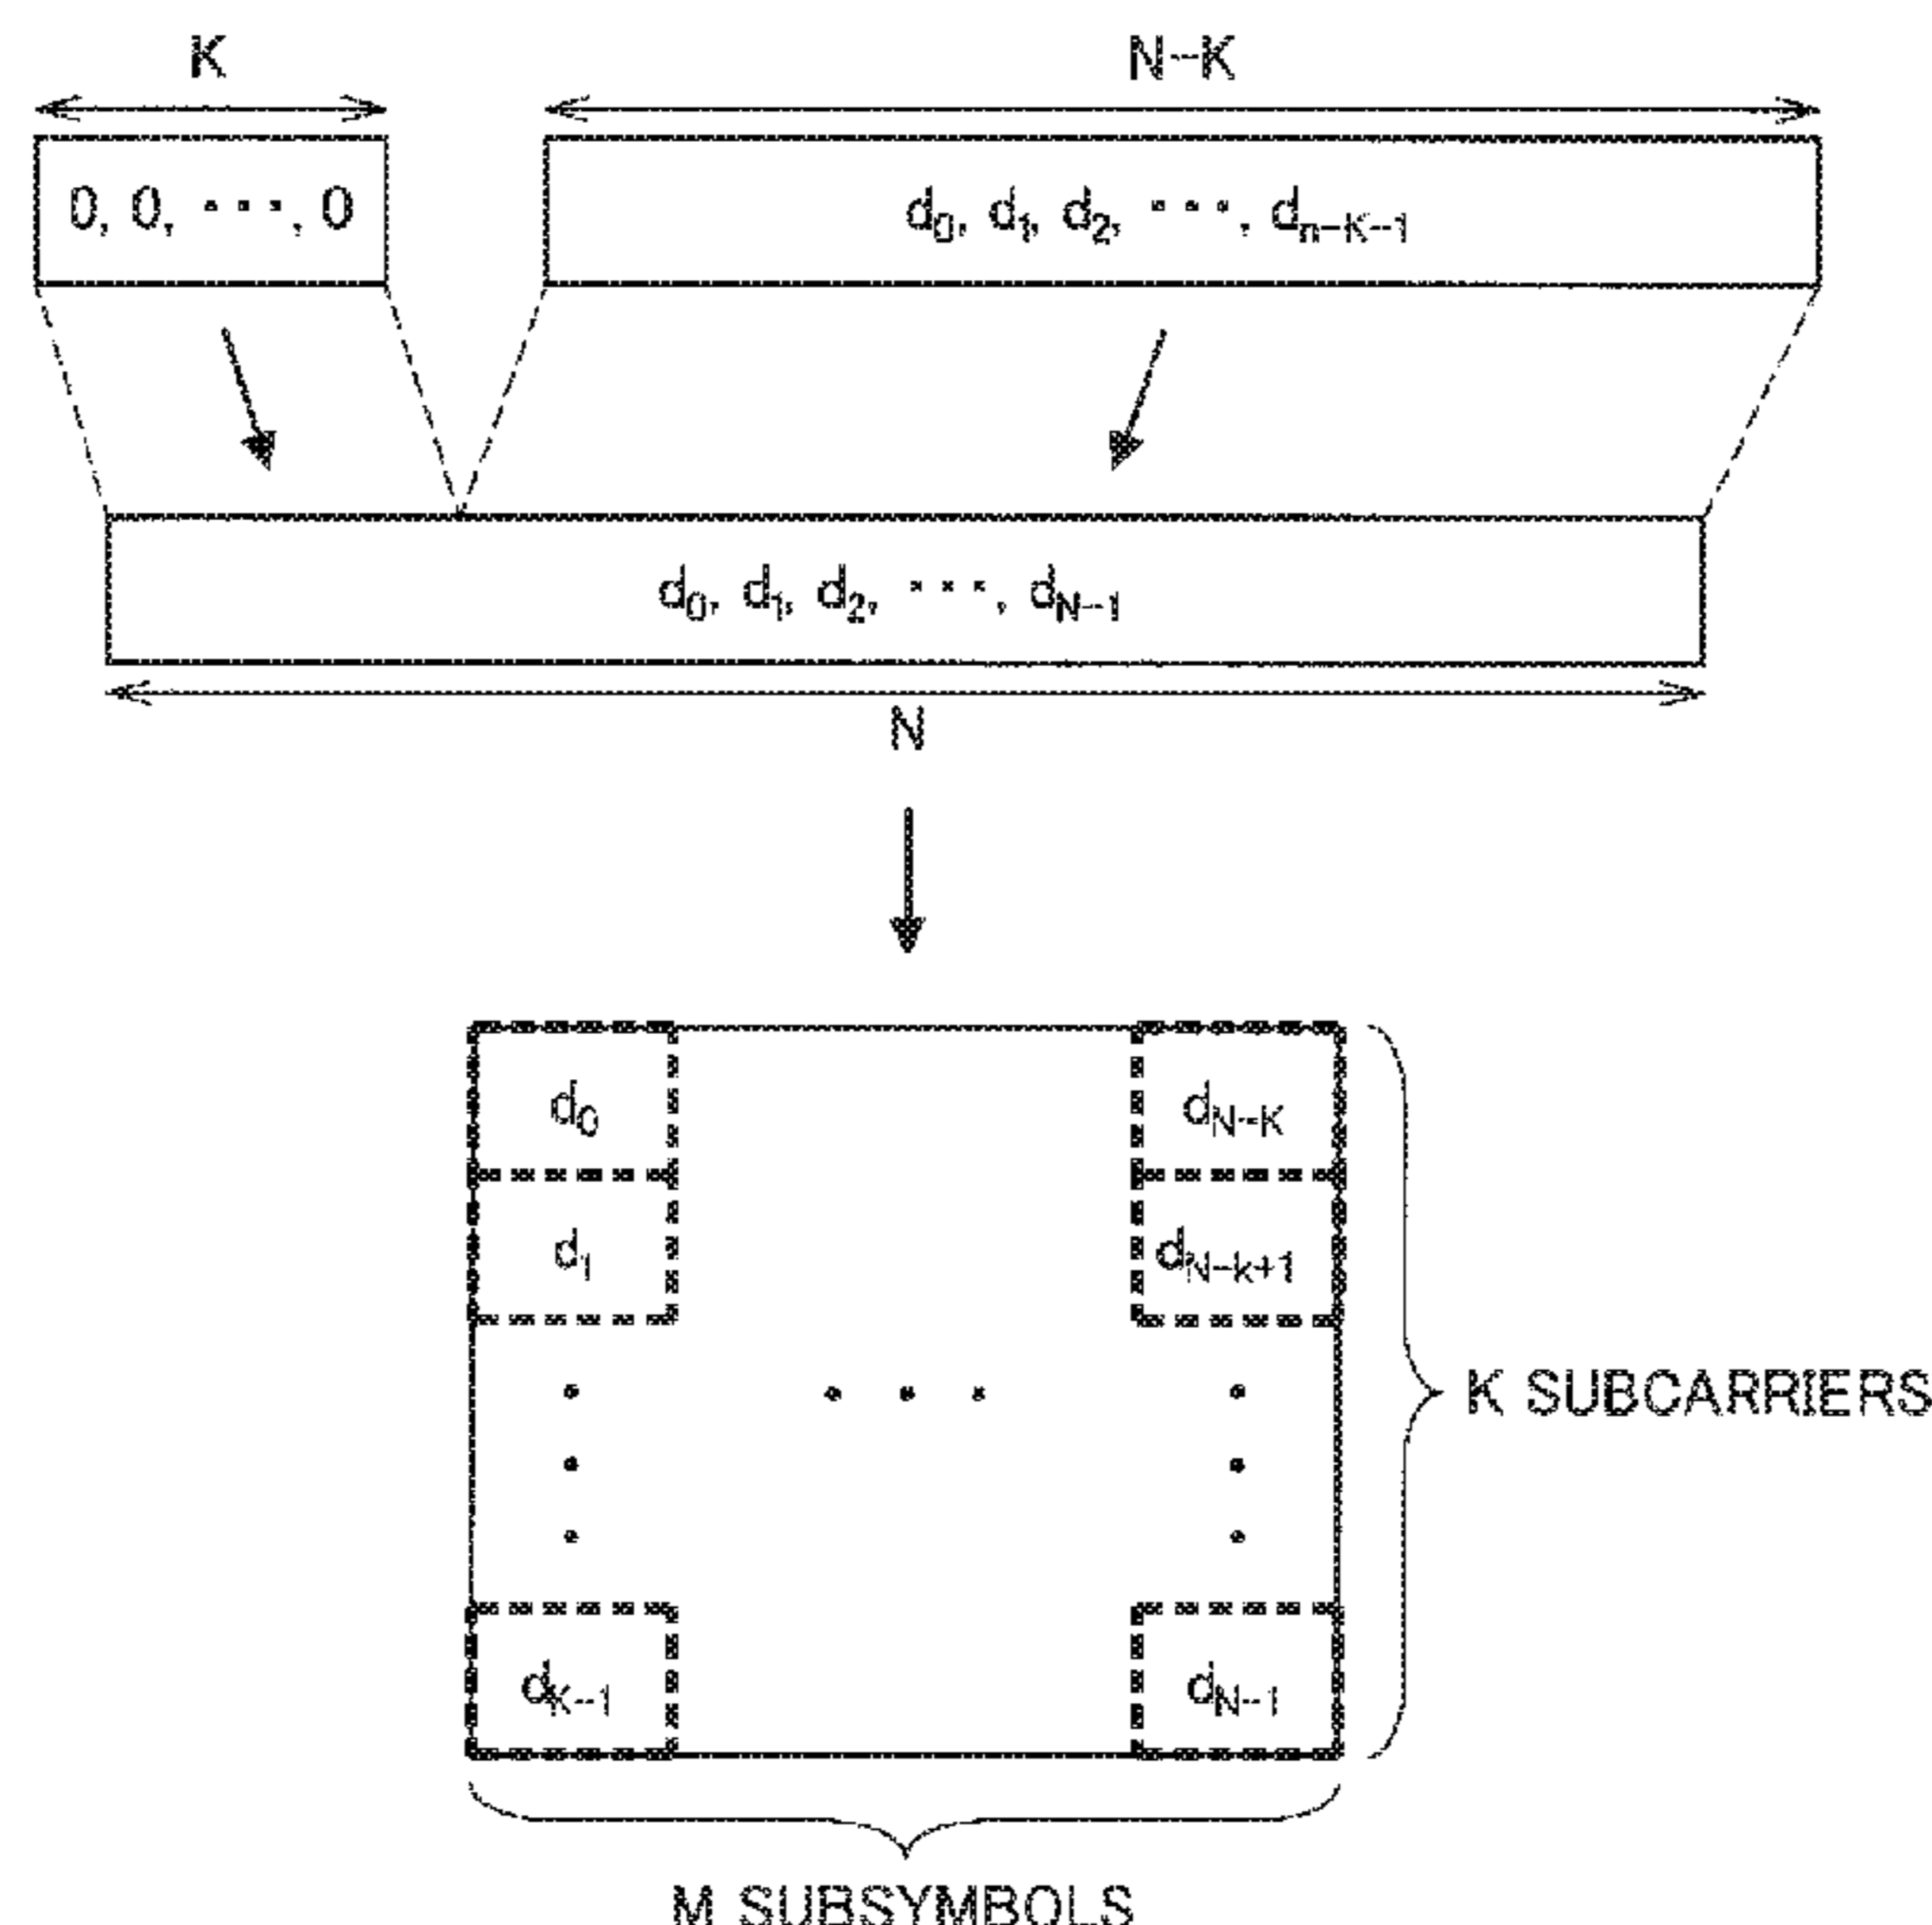 K N-K
0, 0, ･･･, 0 d0, d1, d2, ･･･, dn-K-1
d0, d1, d2, ･･･, dN-1
N
d0 dN-K
d1 dN-k+1
K SUBCARRIERS
dK-1 dN-1
M SUBSYMBOLS